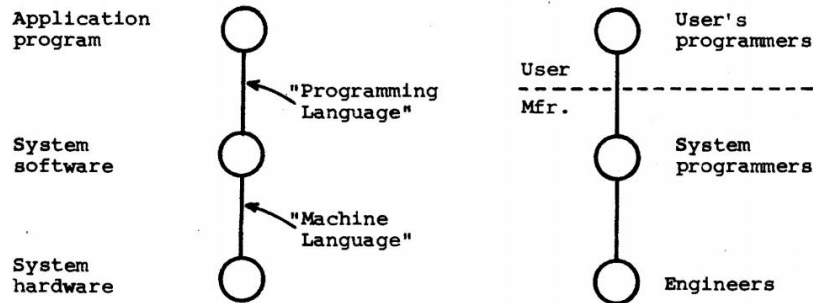 Application
program
"Programming
Language"
System
software
"Machine
Language"
System
hardware
User's
programmers
User
Mfr.
System
programmers
Engineers